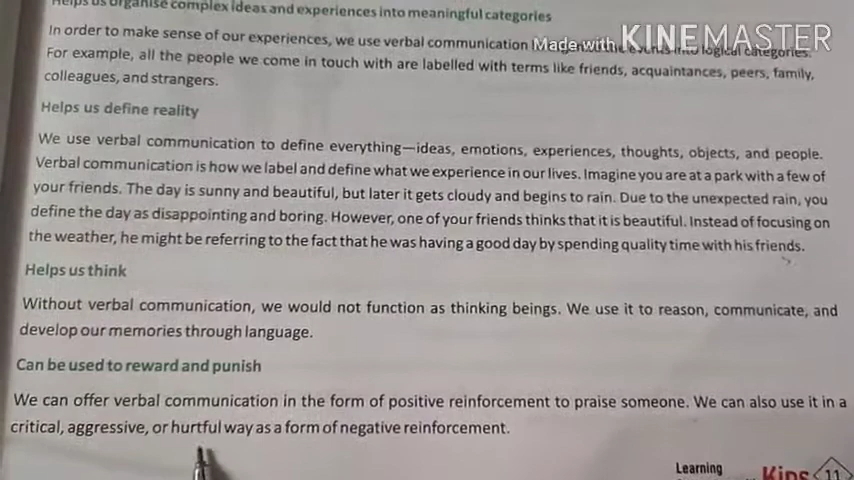 Helps us organise complex ideas and experiences into meaningful categories
In order to make sense of our experiences, we use verbal communication the events into logical categories.
Made with KINEMASTER
For example, all the people we come in touch with are labelled with terms like friends, acquaintances, peers, family,
colleagues, and strangers.
Helps us define reality
We use verbal communication to define everything—ideas, emotions, experiences, thoughts, objects, and people.
Verbal communication is how we label and define what we experience in our lives. Imagine you are at a park with a few of
your friends. The day is sunny and beautiful, but later it gets cloudy and begins to rain. Due to the unexpected rain, you
define the day as disappointing and boring. However, one of your friends thinks that it is beautiful. Instead of focusing on
the weather, he might be referring to the fact that he was having a good day by spending quality time with his friends.
Helps us think
Without verbal communication, we would not function as thinking beings. We use it to reason, communicate, and
develop our memories through language.
Can be used to reward and punish
We can offer verbal communication in the form of positive reinforcement to praise someone. We can also use it in a
critical, aggressive, or hurtful way as a form of negative reinforcement.
Learning
Kips 11